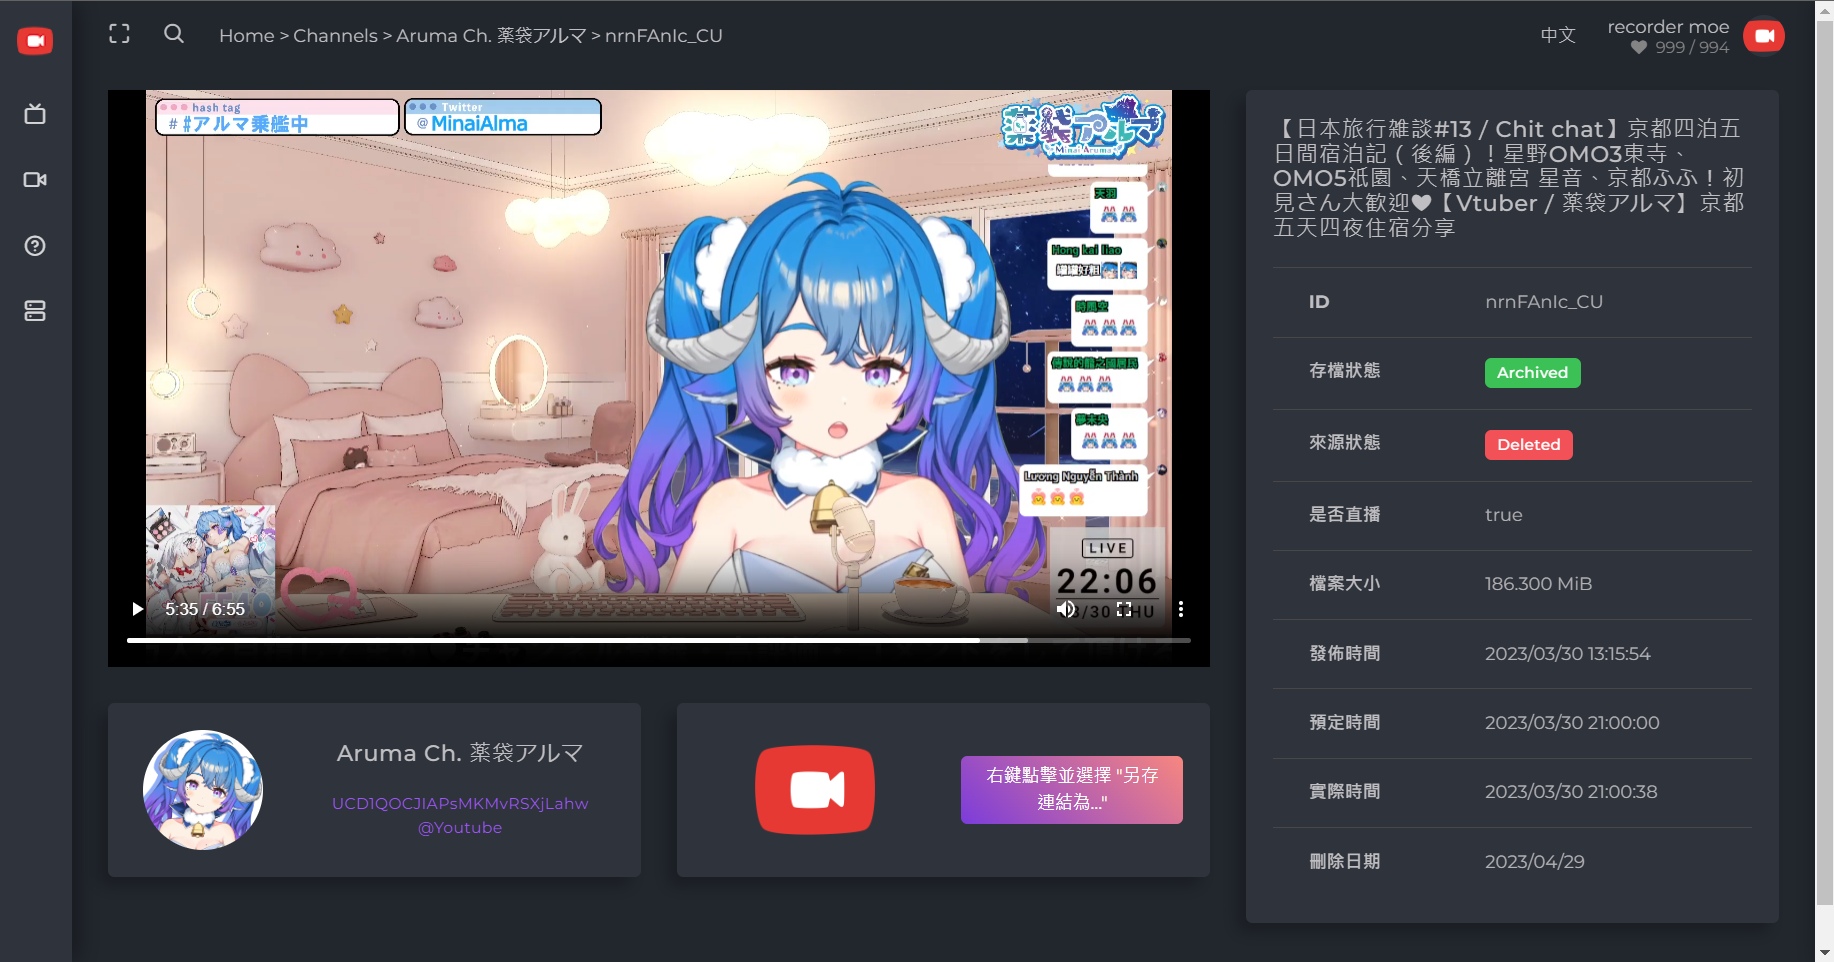 Home > Channels > Aruma Ch. 薬袋アルマ > nrnFAnIc_CU
中文
recorder moe
999 / 994
hash tag
# #アルマ乗艦中
Twitter
@ MinaiAlma
薬袋アルマ
Minai Aruma
天羽
Hong kai liao
時風空
夢末央
Lương Nguyễn Thành
LIVE
22:06
03/30 THU
5:35 / 6:55
【日本旅行雑談#13 / Chit chat】京都四泊五
日間宿泊記（後編）！星野OMO3東寺、
OMO5祇園、天橋立離宮 星音、京都ふふ！初
見さん大歓迎♥【Vtuber / 薬袋アルマ】京都
五天四夜住宿分享
ID nrnFAnIc_CU
存檔狀態 Archived
來源狀態 Deleted
是否直播 true
檔案大小 186.300 MiB
發佈時間 2023/03/30 13:15:54
預定時間 2023/03/30 21:00:00
實際時間 2023/03/30 21:00:38
刪除日期 2023/04/29
Aruma Ch. 薬袋アルマ
UCD1QOCJIAPsMKMvRSXjLahw
@Youtube
右鍵點擊並選擇 "另存
連結為..."